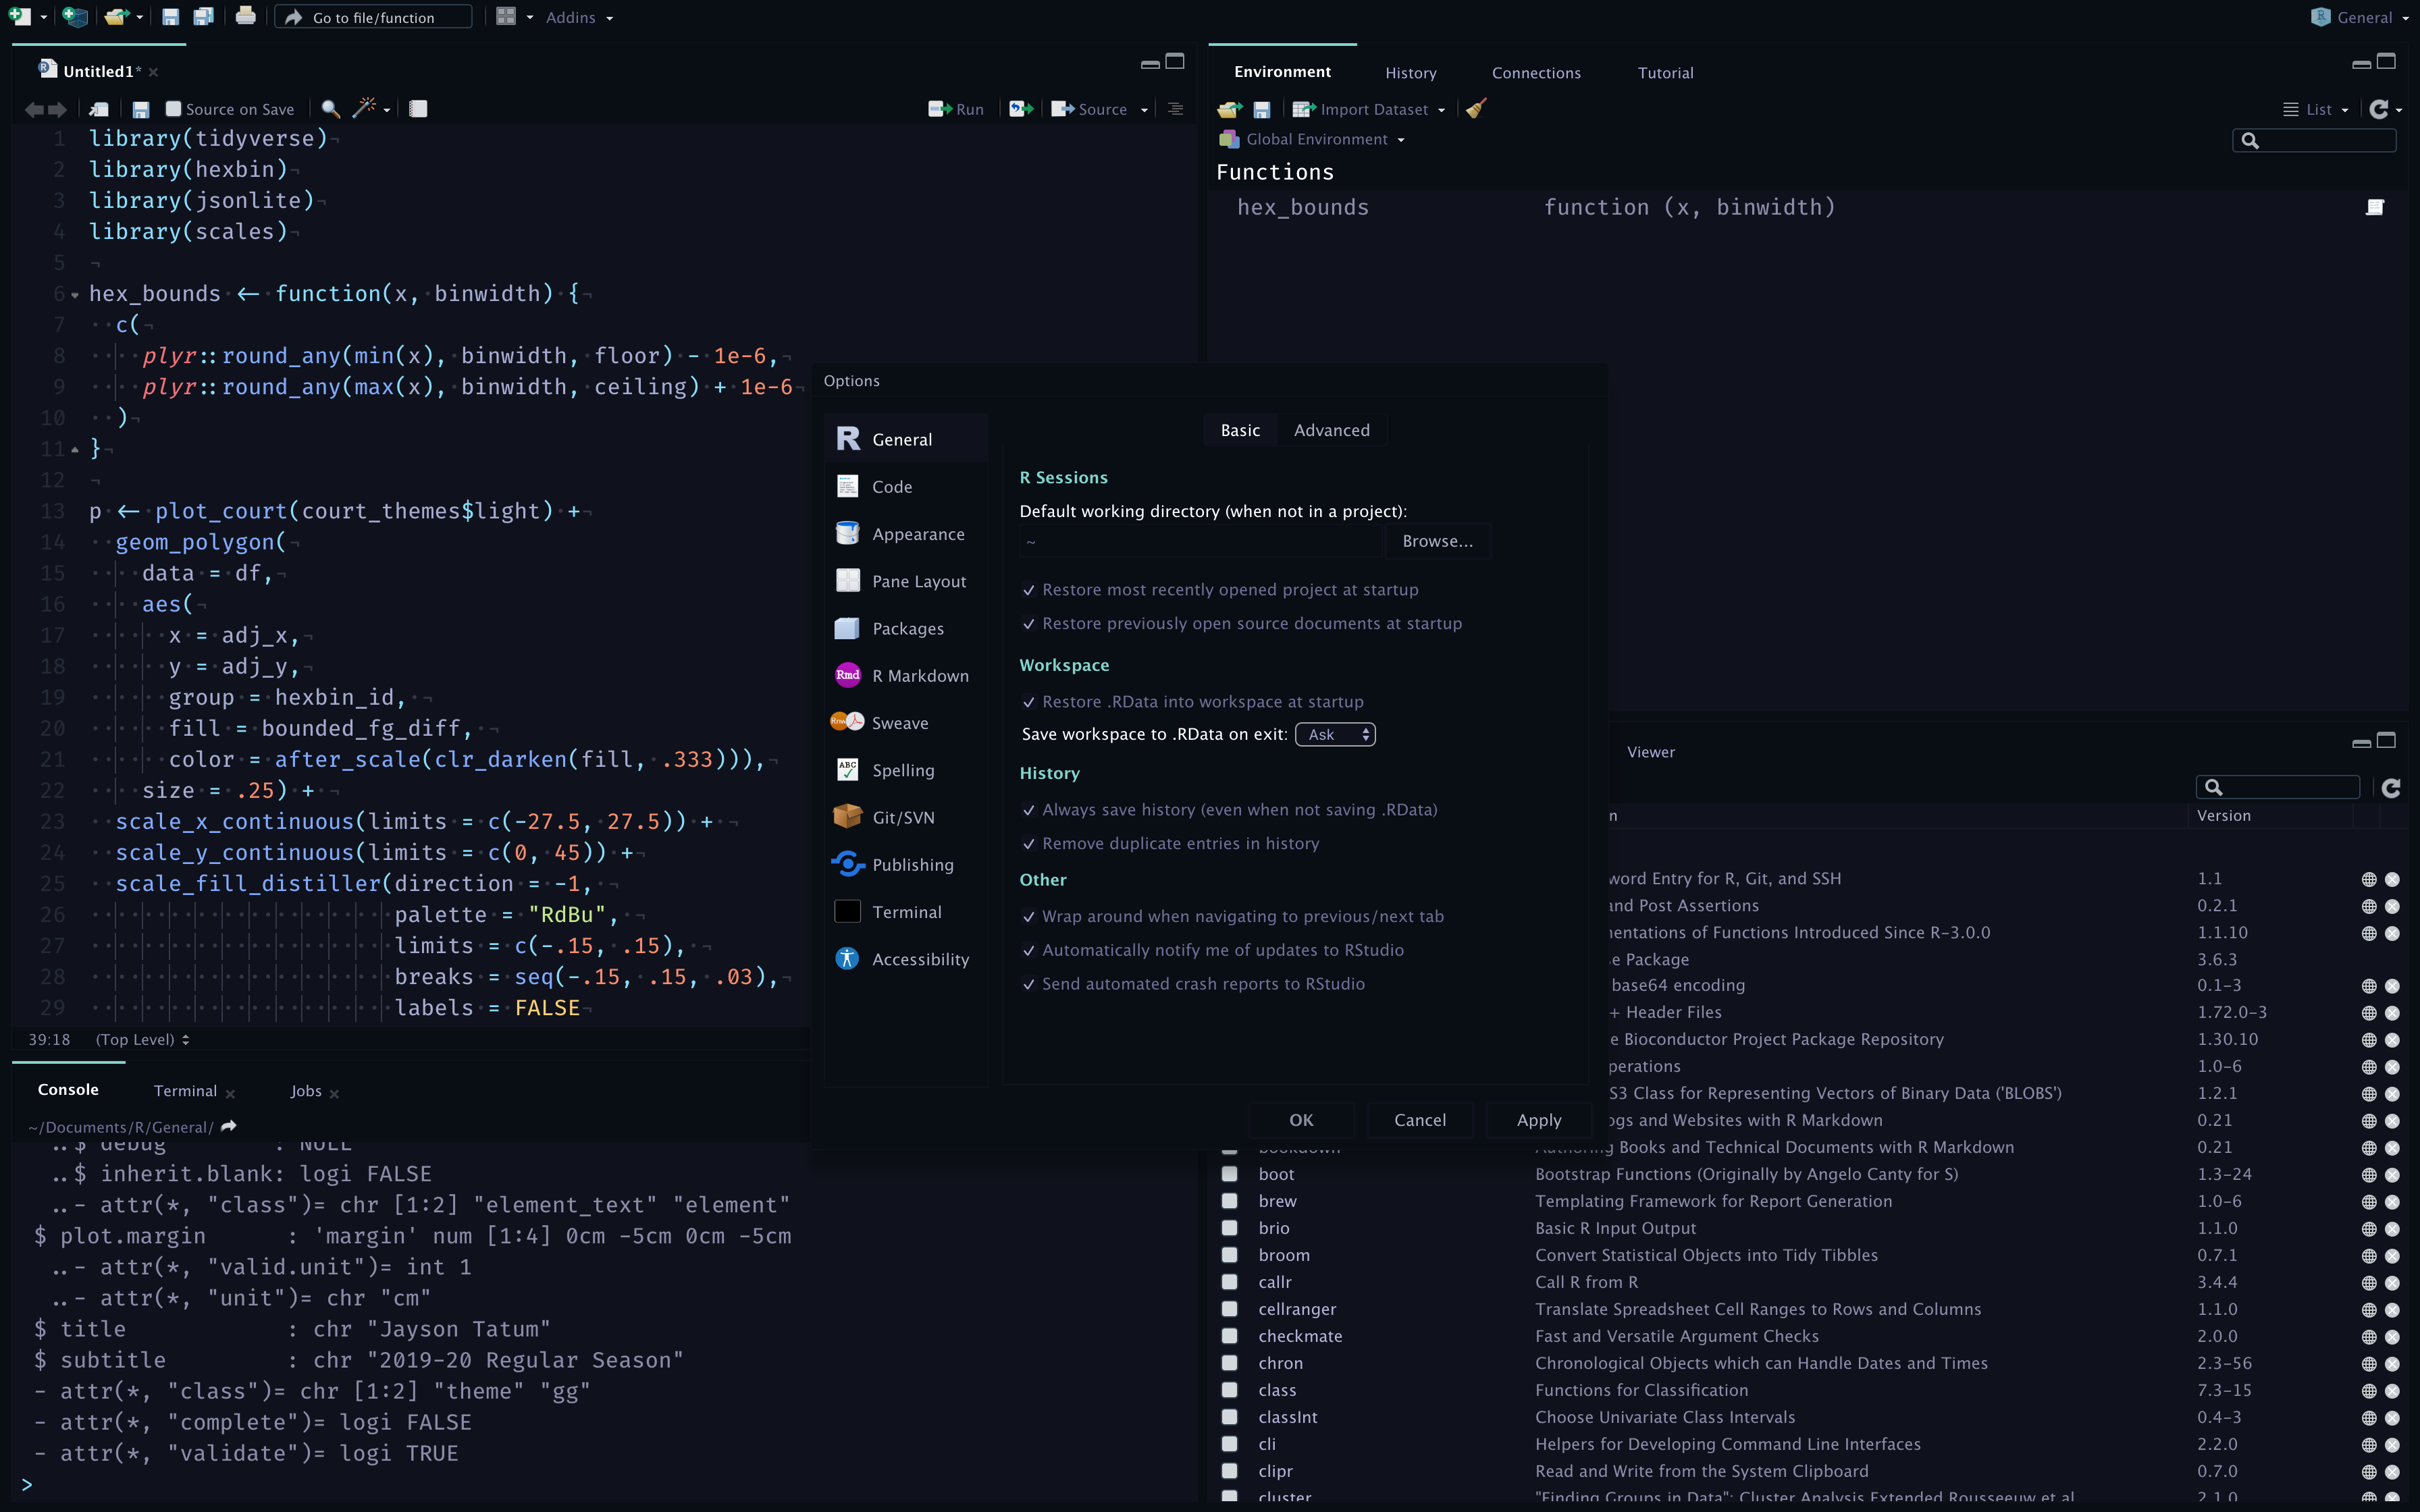 Go to file/function
Addins
General
Untitled1*
Source on Save
Run
Source
1 library(tidyverse)¬
2 library(hexbin)¬
3 library(jsonlite)¬
4 library(scales)¬
5 ¬
6 hex_bounds <- function(x, binwidth) {¬
7 c(¬
8 plyr::round_any(min(x), binwidth, floor) - 1e-6,¬
9 plyr::round_any(max(x), binwidth, ceiling) + 1e-6¬
10 )¬
11 }¬
12 ¬
13 p <- plot_court(court_themes$light) +¬
14 geom_polygon(¬
15 data = df,¬
16 aes(¬
17 x = adj_x,¬
18 y = adj_y,¬
19 group = hexbin_id, ¬
20 fill = bounded_fg_diff, ¬
21 color = after_scale(clr_darken(fill, .333))),¬
22 size = .25) + ¬
23 scale_x_continuous(limits = c(-27.5, 27.5)) + ¬
24 scale_y_continuous(limits = c(0, 45)) +¬
25 scale_fill_distiller(direction = -1, ¬
26 palette = "RdBu", ¬
27 limits = c(-.15, .15), ¬
28 breaks = seq(-.15, .15, .03),¬
29 labels = FALSE¬
39:18 (Top Level)
Console
Terminal
Jobs
~/Documents/R/General/
..$ debug : NULL
..$ inherit.blank: logi FALSE
..- attr(*, "class")= chr [1:2] "element_text" "element"
$ plot.margin : 'margin' num [1:4] 0cm -5cm 0cm -5cm
..- attr(*, "valid.unit")= int 1
..- attr(*, "unit")= chr "cm"
$ title : chr "Jayson Tatum"
$ subtitle : chr "2019-20 Regular Season"
- attr(*, "class")= chr [1:2] "theme" "gg"
- attr(*, "complete")= logi FALSE
- attr(*, "validate")= logi TRUE
>
Environment
History
Connections
Tutorial
Import Dataset
List
Global Environment
Functions
hex_bounds function (x, binwidth)
Options
R General
Code
Appearance
Pane Layout
Packages
Rmd R Markdown
Rnw Sweave
ABC Spelling
Git/SVN
Publishing
Terminal
Accessibility
Basic
Advanced
R Sessions
Default working directory (when not in a project):
~
Browse...
Restore most recently opened project at startup
Restore previously open source documents at startup
Workspace
Restore .RData into workspace at startup
Save workspace to .RData on exit: Ask
History
Always save history (even when not saving .RData)
Remove duplicate entries in history
Other
Wrap around when navigating to previous/next tab
Automatically notify me of updates to RStudio
Send automated crash reports to RStudio
OK
Cancel
Apply
Viewer
n Version
word Entry for R, Git, and SSH 1.1
and Post Assertions 0.2.1
entations of Functions Introduced Since R-3.0.0 1.1.10
e Package 3.6.3
base64 encoding 0.1-3
+ Header Files 1.72.0-3
e Bioconductor Project Package Repository 1.30.10
perations 1.0-6
S3 Class for Representing Vectors of Binary Data ('BLOBS') 1.2.1
ogs and Websites with R Markdown 0.21
bookdown Authoring Books and Technical Documents with R Markdown 0.21
boot Bootstrap Functions (Originally by Angelo Canty for S) 1.3-24
brew Templating Framework for Report Generation 1.0-6
brio Basic R Input Output 1.1.0
broom Convert Statistical Objects into Tidy Tibbles 0.7.1
callr Call R from R 3.4.4
cellranger Translate Spreadsheet Cell Ranges to Rows and Columns 1.1.0
checkmate Fast and Versatile Argument Checks 2.0.0
chron Chronological Objects which can Handle Dates and Times 2.3-56
class Functions for Classification 7.3-15
classInt Choose Univariate Class Intervals 0.4-3
cli Helpers for Developing Command Line Interfaces 2.2.0
clipr Read and Write from the System Clipboard 0.7.0
cluster "Finding Groups in Data": Cluster Analysis Extended Rousseeuw et al 2.1.0